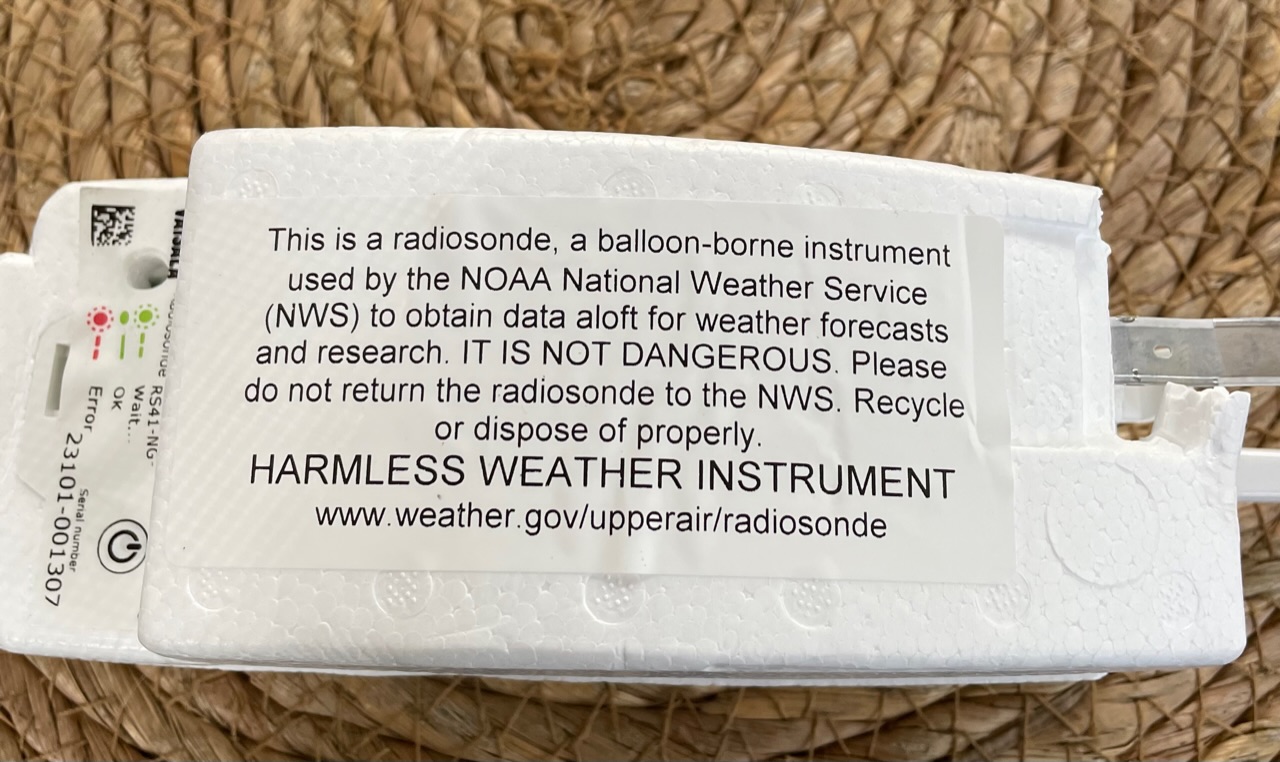 This is a radiosonde, a balloon-borne instrument
used by the NOAA National Weather Service
(NWS) to obtain data aloft for weather forecasts
and research. IT IS NOT DANGEROUS. Please
do not return the radiosonde to the NWS. Recycle
or dispose of properly.
HARMLESS WEATHER INSTRUMENT
www.weather.gov/upperair/radiosonde
RS41-NG
Wait...
OK
Error
Serial number
23101-001307